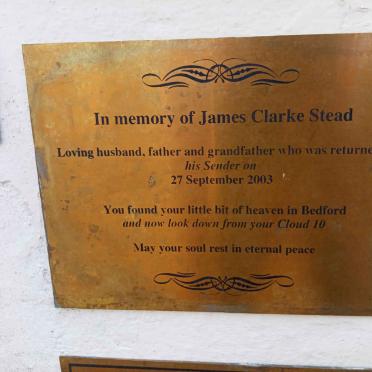 In memory of James Clarke Stead
Loving husband, father and grandfather who was returne
his Sender on
27 September 2003
You found your little bit of heaven in Bedford
and now look down from your Cloud 10
May your soul rest in eternal peace